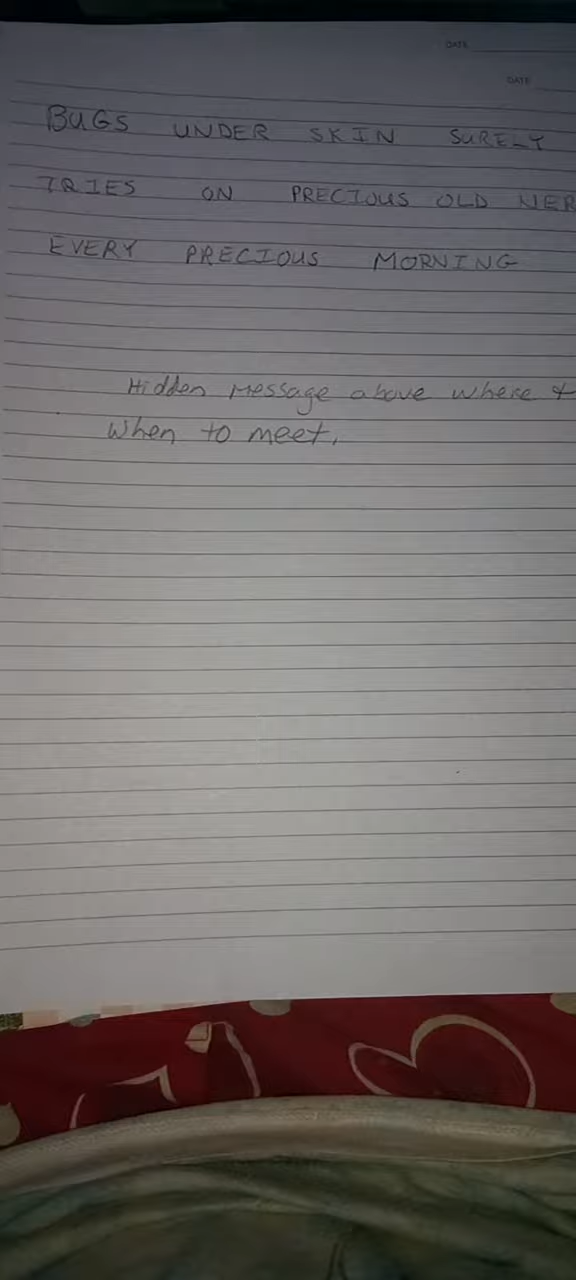 DATE
DATE
BUGS UNDER SKIN SURELY
TRIES ON PRECIOUS OLD NER
EVERY PRECIOUS MORNING
Hidden Message above where &
when to meet.